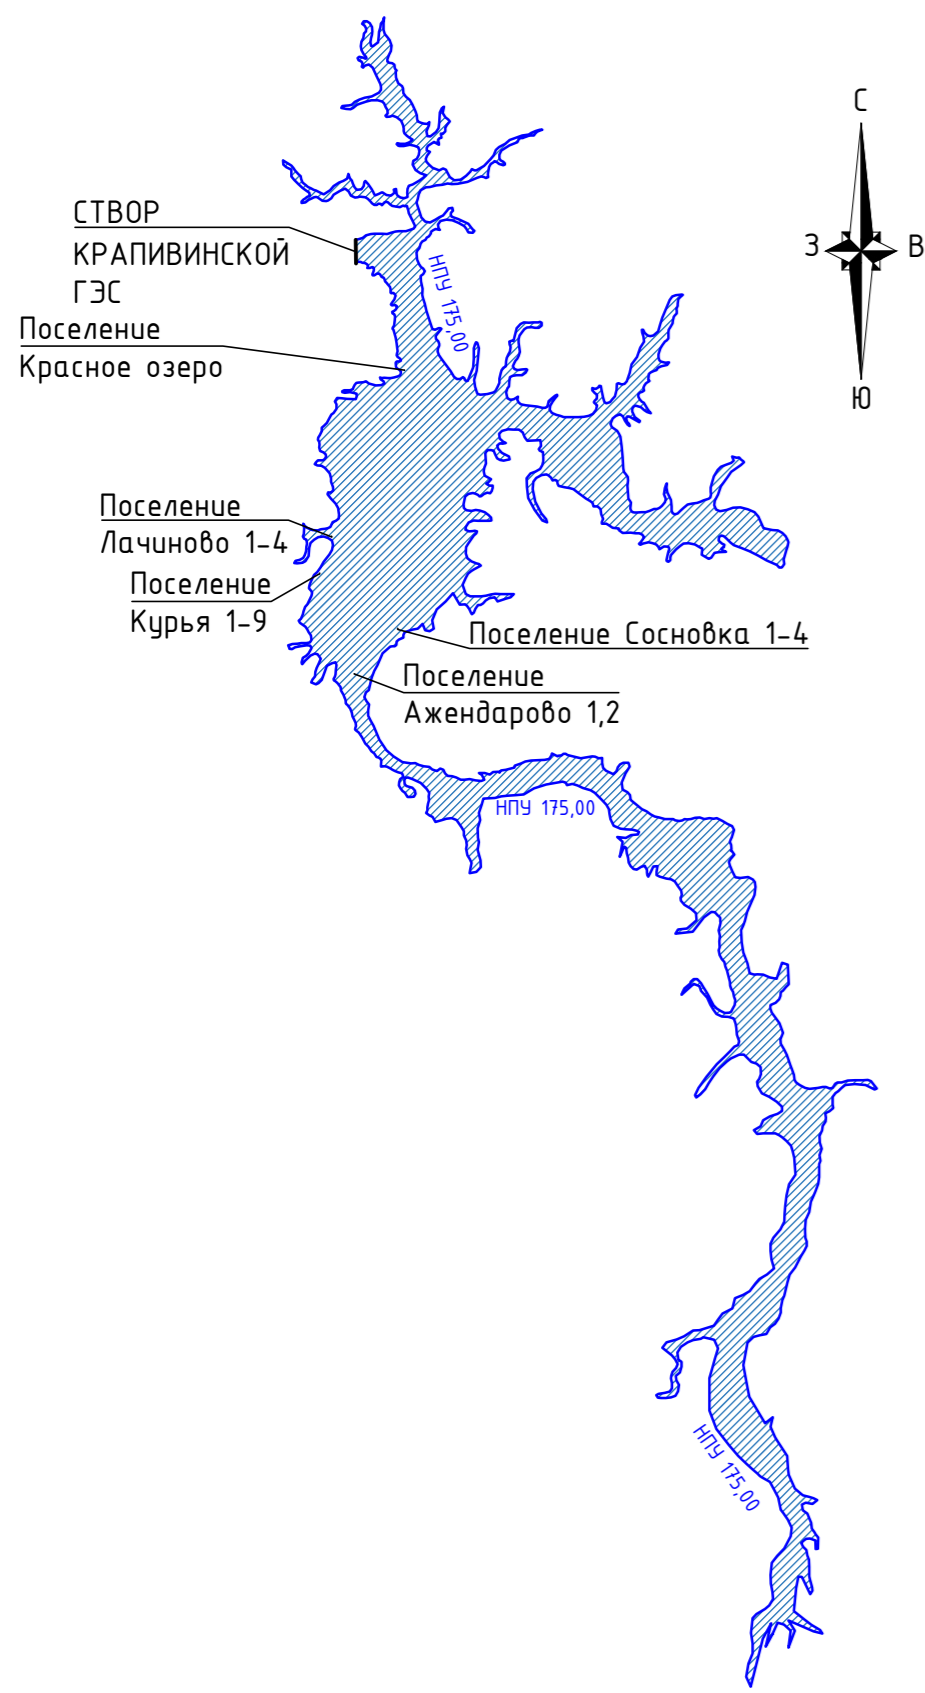 С
СТВОР
КРАПИВИНСКОЙ
ГЭС
З
В
НПУ 175,00
Поселение
Красное озеро
Ю
Поселение
Лачиново 1-4
Поселение
Курья 1-9
Поселение Сосновка 1-4
Поселение
Ажендарово 1,2
НПУ 175,00
НПУ 175,00